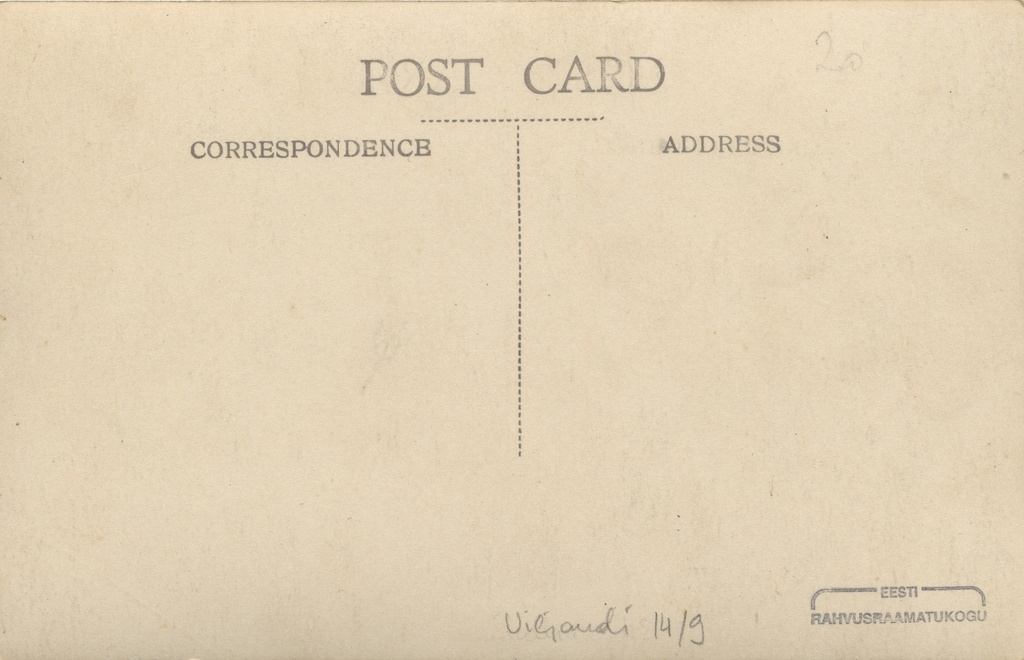 20
POST CARD
CORRESPONDENCE
ADDRESS
Viljandi 14/9
EESTI
RAHVUSRAAMATUKOGU